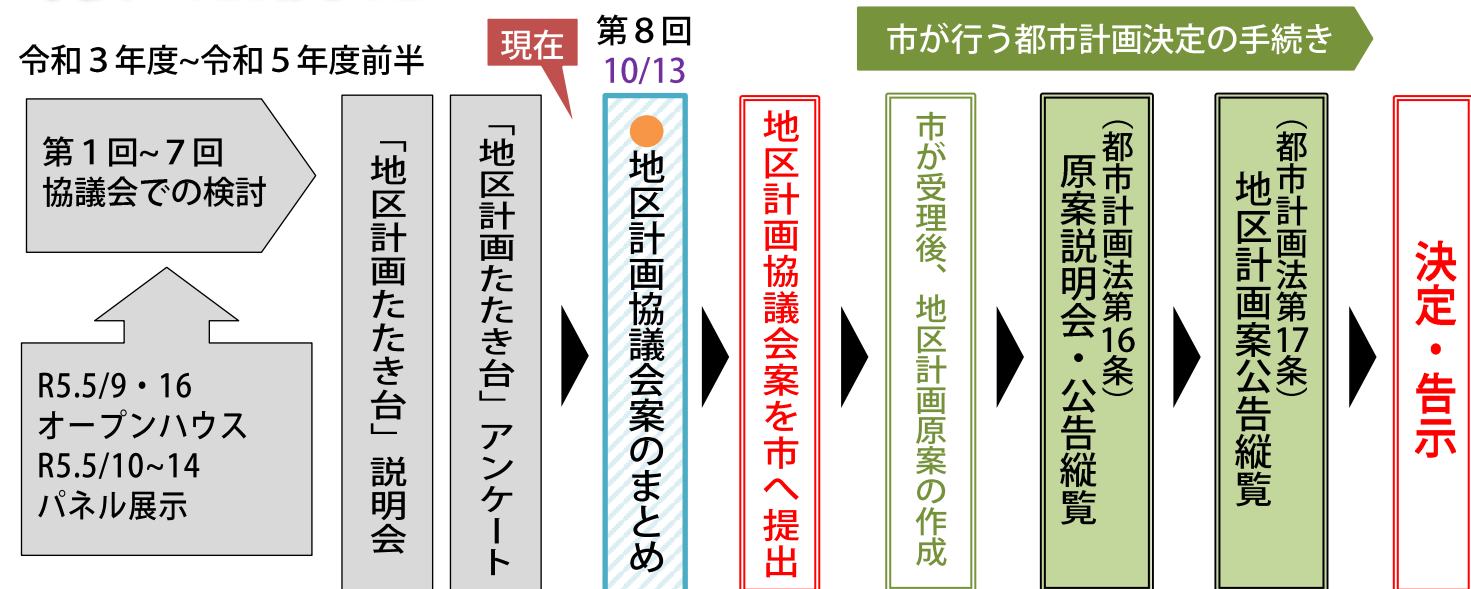 令和３年度~令和５年度前半
現在
第８回
10/13
市が行う都市計画決定の手続き
第１回~７回
協議会での検討
R5.5/9・16
オープンハウス
R5.5/10~14
パネル展示
「地区計画たたき台」説明会
「地区計画たたき台」アンケート
地区計画協議会案のまとめ
地区計画協議会案を市へ提出
市が受理後、地区計画原案の作成
（都市計画法第16条）
原案説明会・公告縦覧
（都市計画法第17条）
地区計画案公告縦覧
決定・告示